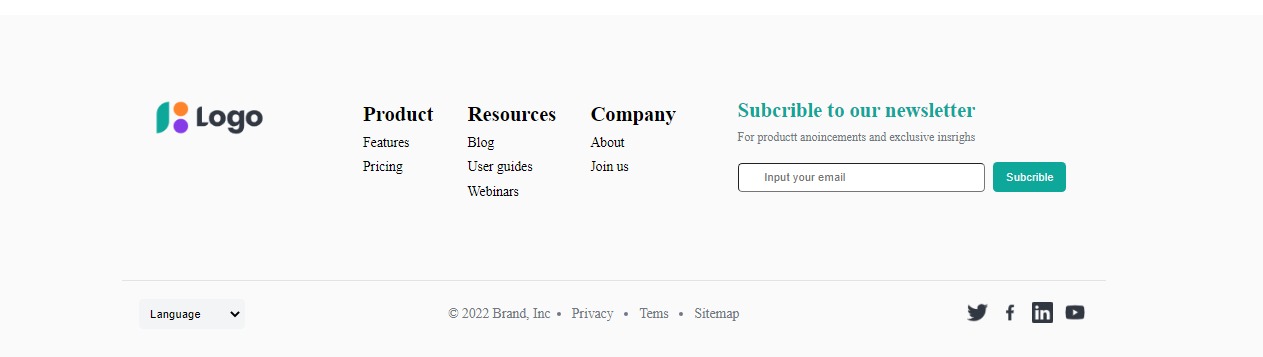 Logo
Product
Features
Pricing
Resources
Blog
User guides
Webinars
Company
About
Join us
Subcrible to our newsletter
For productt anoincements and exclusive insrighs
Input your email
Subcrible
Language
© 2022 Brand, Inc • Privacy • Tems • Sitemap